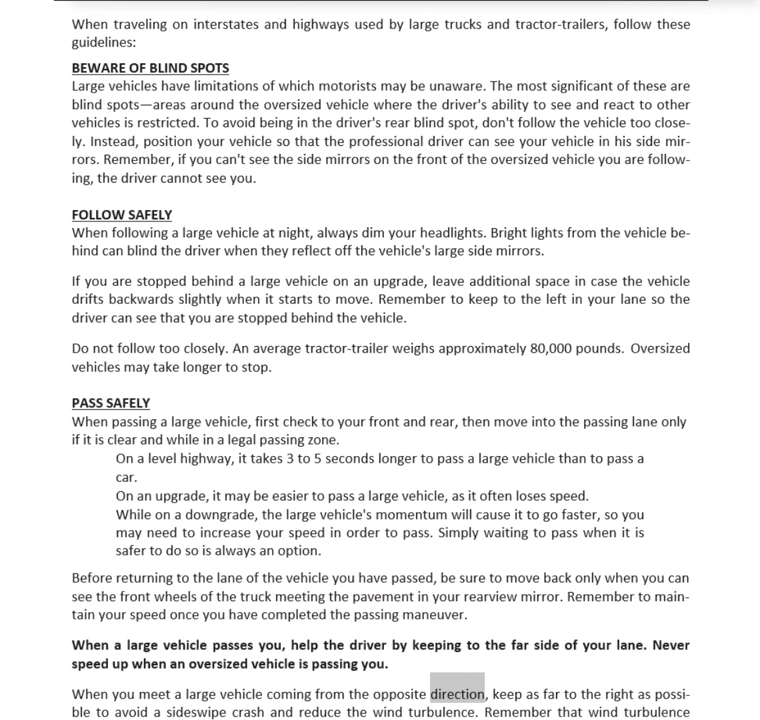 When traveling on interstates and highways used by large trucks and tractor-trailers, follow these
guidelines:
BEWARE OF BLIND SPOTS
Large vehicles have limitations of which motorists may be unaware. The most significant of these are
blind spots—areas around the oversized vehicle where the driver's ability to see and react to other
vehicles is restricted. To avoid being in the driver's rear blind spot, don't follow the vehicle too close-
ly. Instead, position your vehicle so that the professional driver can see your vehicle in his side mir-
rors. Remember, if you can't see the side mirrors on the front of the oversized vehicle you are follow-
ing, the driver cannot see you.
FOLLOW SAFELY
When following a large vehicle at night, always dim your headlights. Bright lights from the vehicle be-
hind can blind the driver when they reflect off the vehicle's large side mirrors.
If you are stopped behind a large vehicle on an upgrade, leave additional space in case the vehicle
drifts backwards slightly when it starts to move. Remember to keep to the left in your lane so the
driver can see that you are stopped behind the vehicle.
Do not follow too closely. An average tractor-trailer weighs approximately 80,000 pounds. Oversized
vehicles may take longer to stop.
PASS SAFELY
When passing a large vehicle, first check to your front and rear, then move into the passing lane only
if it is clear and while in a legal passing zone.
On a level highway, it takes 3 to 5 seconds longer to pass a large vehicle than to pass a
car.
On an upgrade, it may be easier to pass a large vehicle, as it often loses speed.
While on a downgrade, the large vehicle's momentum will cause it to go faster, so you
may need to increase your speed in order to pass. Simply waiting to pass when it is
safer to do so is always an option.
Before returning to the lane of the vehicle you have passed, be sure to move back only when you can
see the front wheels of the truck meeting the pavement in your rearview mirror. Remember to main-
tain your speed once you have completed the passing maneuver.
When a large vehicle passes you, help the driver by keeping to the far side of your lane. Never
speed up when an oversized vehicle is passing you.
When you meet a large vehicle coming from the opposite direction, keep as far to the right as possi-
ble to avoid a sideswipe crash and reduce the wind turbulence. Remember that wind turbulence